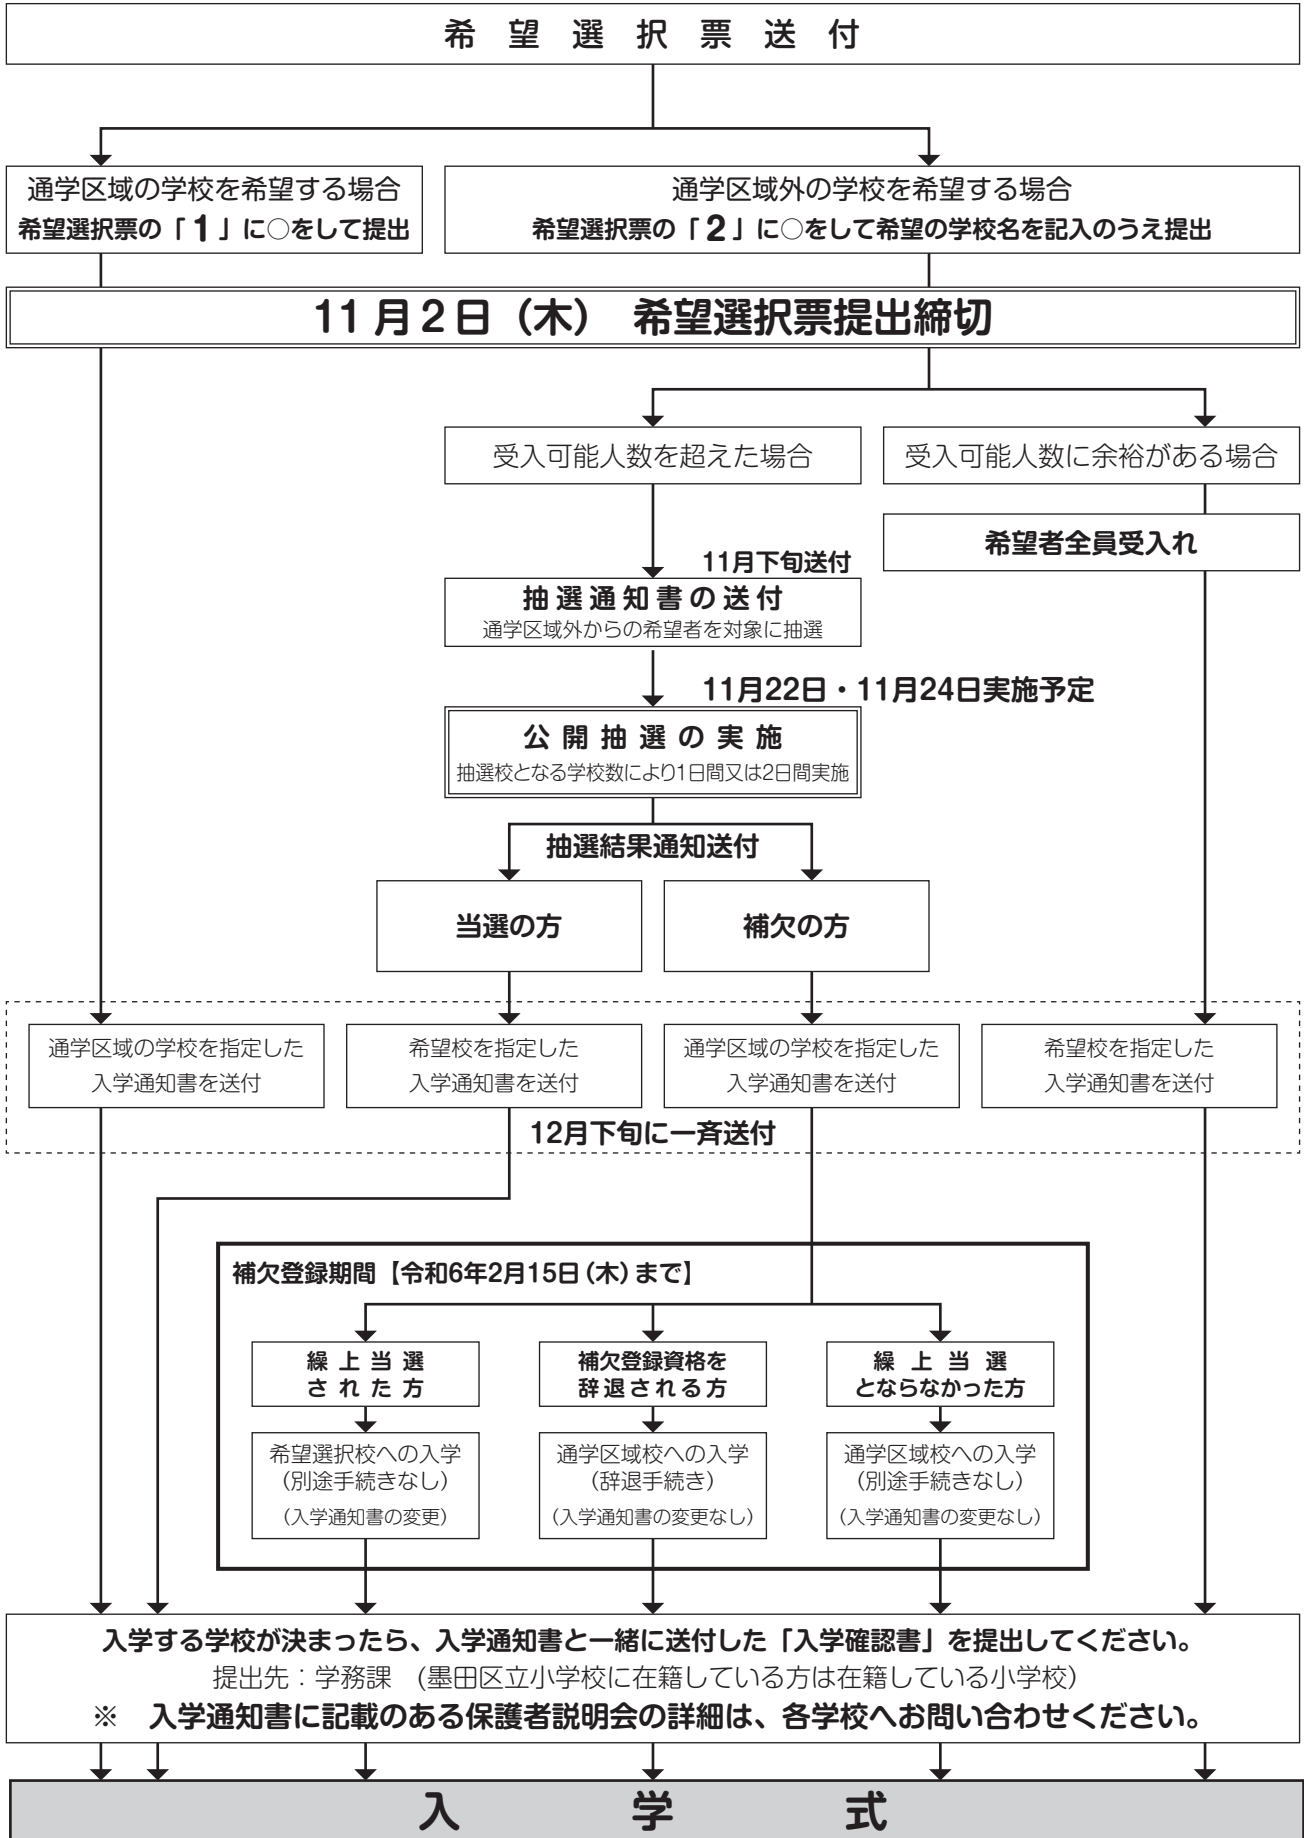 希望選択票送付
通学区域の学校を希望する場合
希望選択票の「1」に○をして提出
通学区域外の学校を希望する場合
希望選択票の「2」に○をして希望の学校名を記入のうえ提出
11月2日（木）　希望選択票提出締切
受入可能人数を超えた場合
受入可能人数に余裕がある場合
希望者全員受入れ
11月下旬送付
抽選通知書の送付
通学区域外からの希望者を対象に抽選
11月22日・11月24日実施予定
公開抽選の実施
抽選校となる学校数により1日間又は2日間実施
抽選結果通知送付
当選の方
補欠の方
通学区域の学校を指定した
入学通知書を送付
希望校を指定した
入学通知書を送付
通学区域の学校を指定した
入学通知書を送付
希望校を指定した
入学通知書を送付
12月下旬に一斉送付
補欠登録期間【令和6年2月15日（木）まで】
繰上当選
された方
補欠登録資格を
辞退される方
繰上当選
とならなかった方
希望選択校への入学
（別途手続きなし）
（入学通知書の変更）
通学区域校への入学
（辞退手続き）
（入学通知書の変更なし）
通学区域校への入学
（別途手続きなし）
（入学通知書の変更なし）
入学する学校が決まったら、入学通知書と一緒に送付した「入学確認書」を提出してください。
提出先：学務課　（墨田区立小学校に在籍している方は在籍している小学校）
※　入学通知書に記載のある保護者説明会の詳細は、各学校へお問い合わせください。
入学式